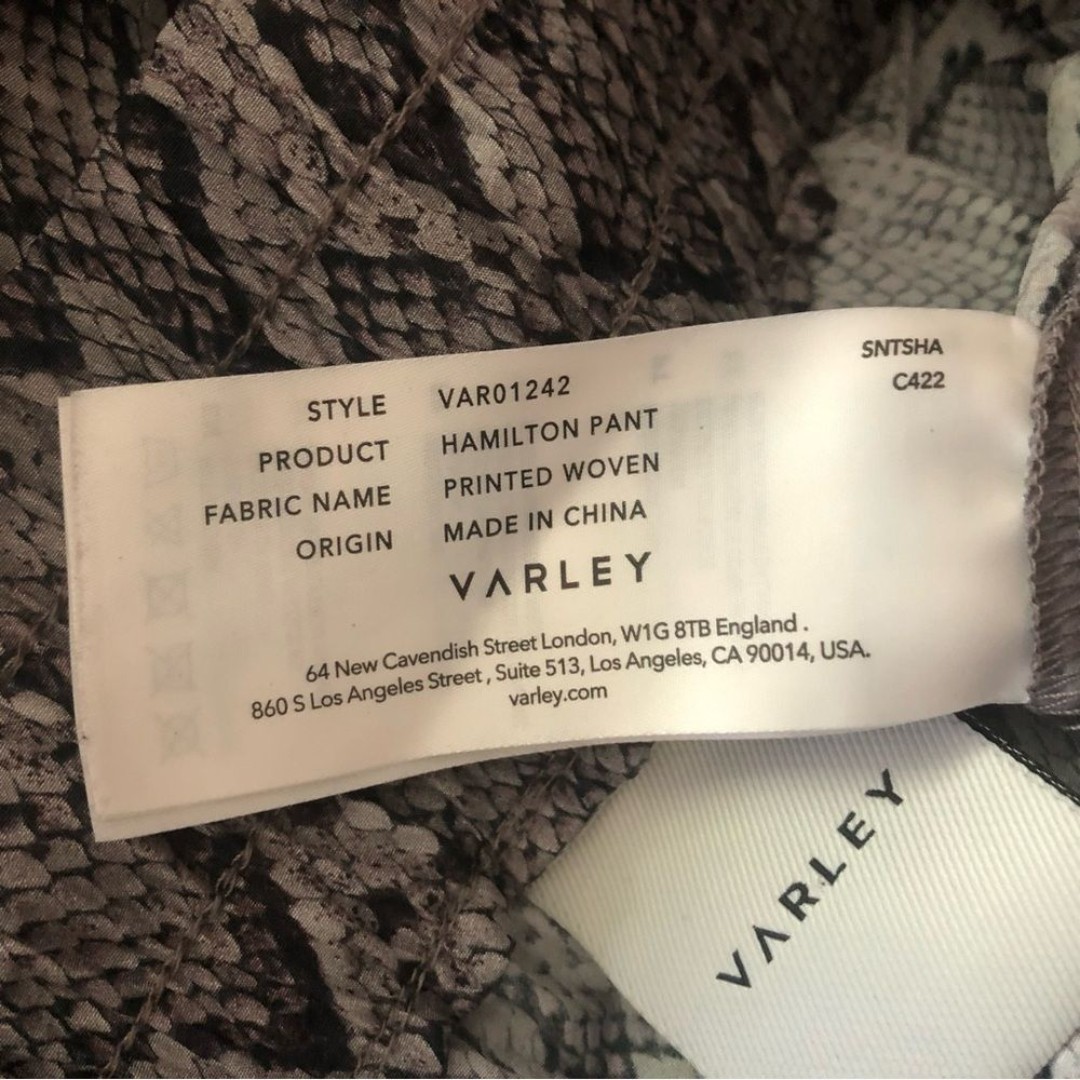 SNTSHA
C422
STYLE VAR01242
PRODUCT HAMILTON PANT
FABRIC NAME PRINTED WOVEN
ORIGIN MADE IN CHINA
VARLEY
64 New Cavendish Street London, W1G 8TB England .
860 S Los Angeles Street , Suite 513, Los Angeles, CA 90014, USA.
varley.com
VARLEY